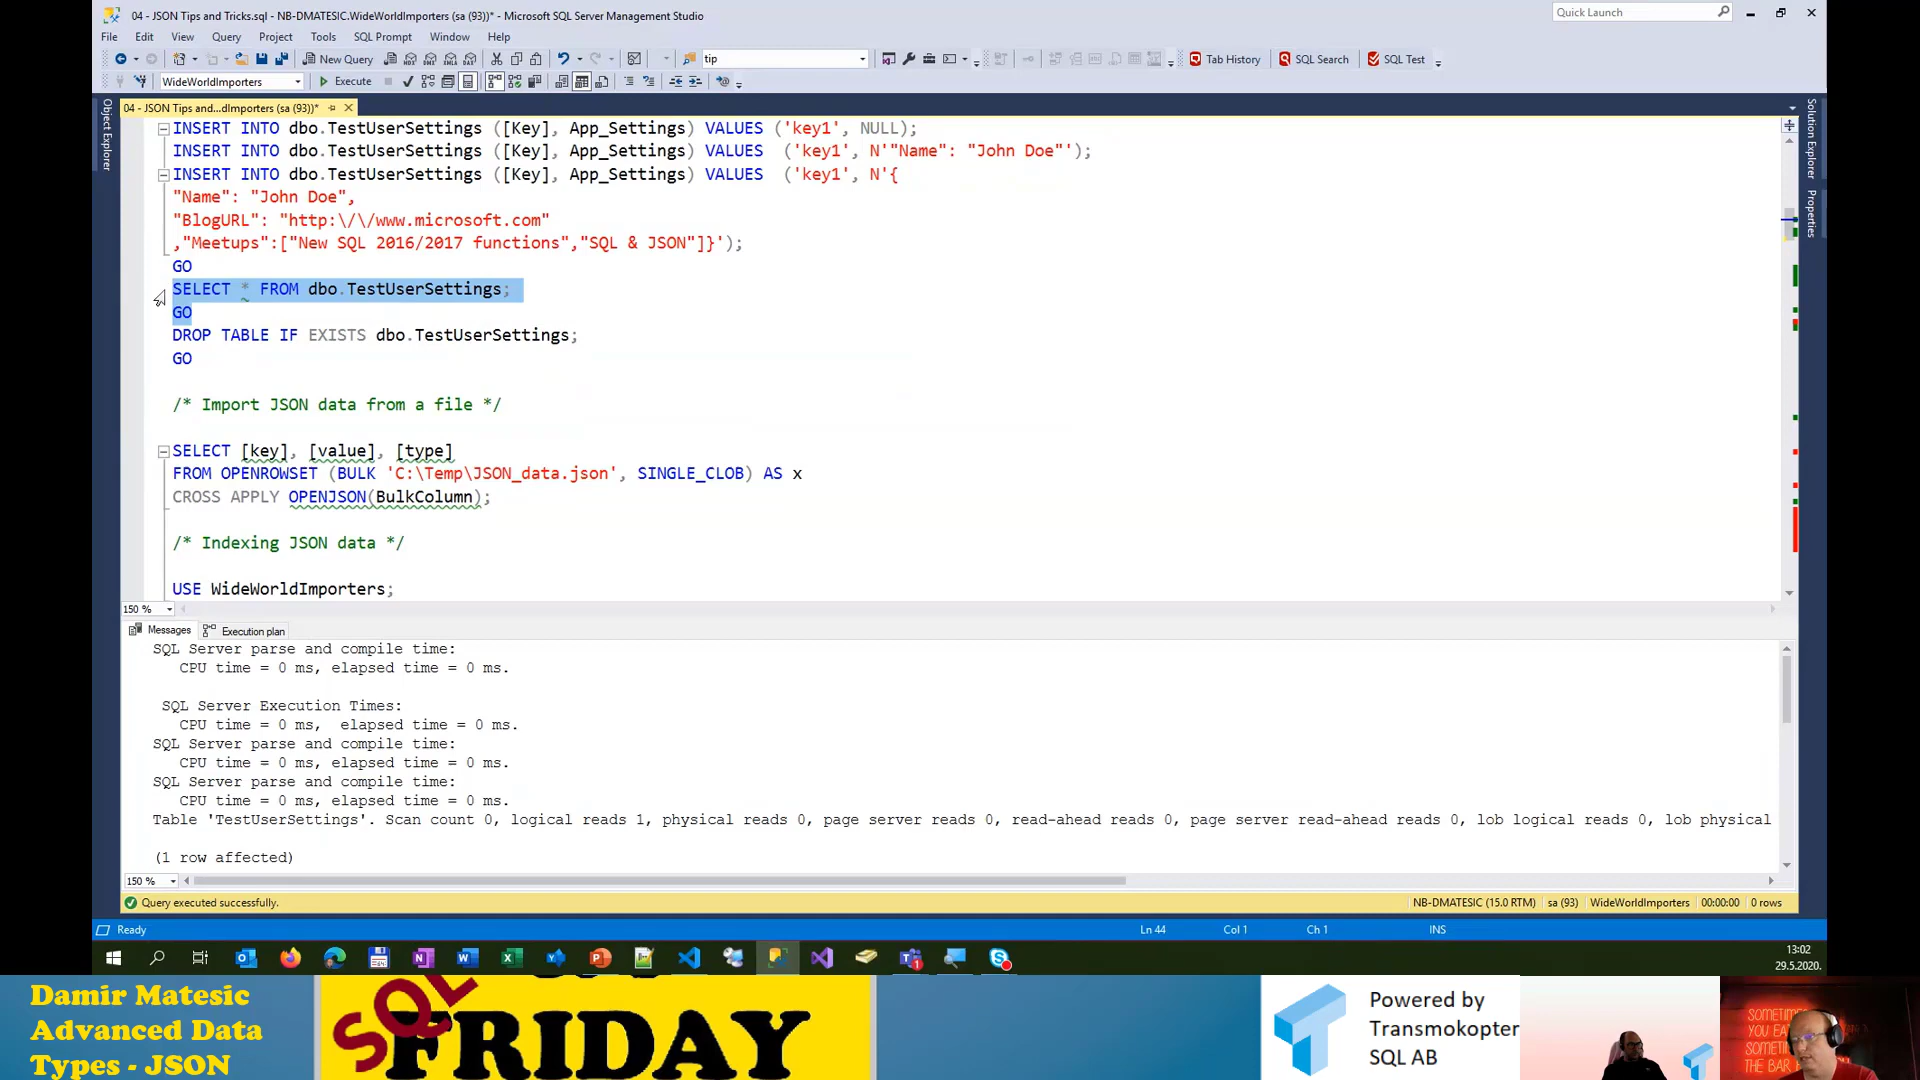 04 - JSON Tips and Tricks.sql - NB-DMATESIC.WideWorldImporters (sa (93))* - Microsoft SQL Server Management Studio
Quick Launch
File Edit View Query Project Tools SQL Prompt Window Help
New Query
tip
Tab History
SQL Search
SQL Test
WideWorldImporters
Execute
Object Explorer
04 - JSON Tips and...dImporters (sa (93))*
Solution Explorer
Properties
INSERT INTO dbo.TestUserSettings ([Key], App_Settings) VALUES ('key1', NULL);
INSERT INTO dbo.TestUserSettings ([Key], App_Settings) VALUES  ('key1', N'"Name": "John Doe"');
INSERT INTO dbo.TestUserSettings ([Key], App_Settings) VALUES  ('key1', N'{
"Name": "John Doe",
"BlogURL": "http:\/\/www.microsoft.com"
,"Meetups":["New SQL 2016/2017 functions","SQL & JSON"]}');
GO
SELECT * FROM dbo.TestUserSettings;
GO
DROP TABLE IF EXISTS dbo.TestUserSettings;
GO
/* Import JSON data from a file */
SELECT [key], [value], [type]
FROM OPENROWSET (BULK 'C:\Temp\JSON_data.json', SINGLE_CLOB) AS x
CROSS APPLY OPENJSON(BulkColumn);
/* Indexing JSON data */
USE WideWorldImporters;
150 %
Messages
Execution plan
SQL Server parse and compile time:
CPU time = 0 ms, elapsed time = 0 ms.
SQL Server Execution Times:
CPU time = 0 ms,  elapsed time = 0 ms.
SQL Server parse and compile time:
CPU time = 0 ms, elapsed time = 0 ms.
SQL Server parse and compile time:
CPU time = 0 ms, elapsed time = 0 ms.
Table 'TestUserSettings'. Scan count 0, logical reads 1, physical reads 0, page server reads 0, read-ahead reads 0, page server read-ahead reads 0, lob logical reads 0, lob physical
(1 row affected)
150 %
Query executed successfully.
NB-DMATESIC (15.0 RTM)
sa (93)
WideWorldImporters
00:00:00
0 rows
Ready
Ln 44
Col 1
Ch 1
INS
13:02
29.5.2020.
Damir Matesic
Advanced Data
Types - JSON
SQL
FRIDAY
Powered by
Transmokopter
SQL AB
SOMETIMES
YOU EA
SOMETIM
THE BAR